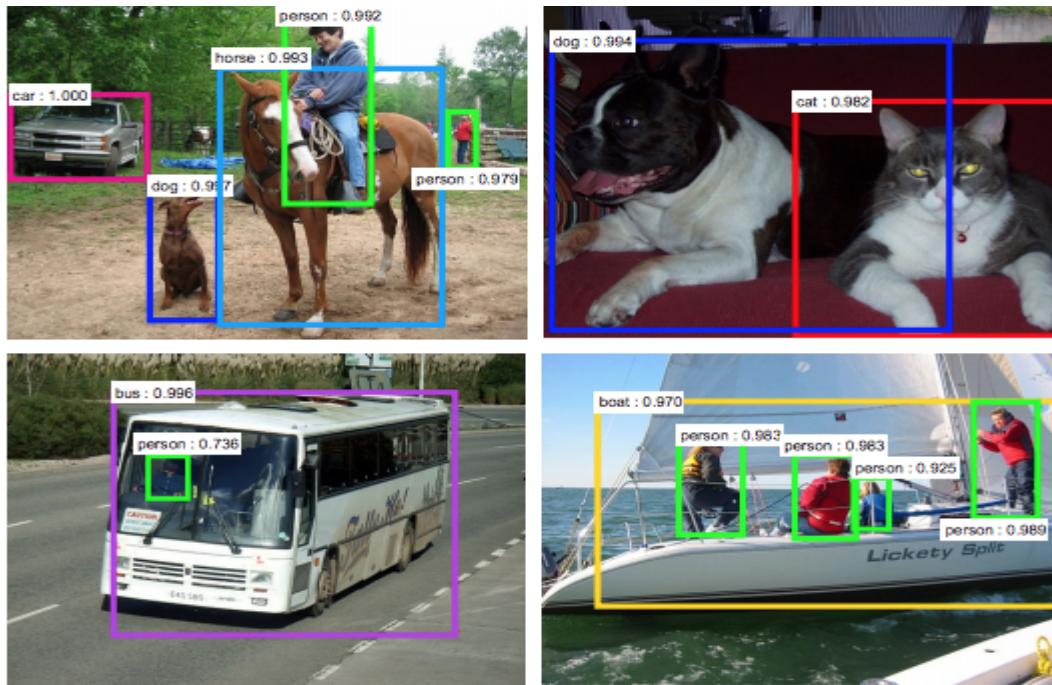 person : 0.992
horse : 0.993
car : 1.000
person : 0.979
dog : 0.997
dog : 0.994
cat : 0.982
bus : 0.996
person : 0.736
CAUTION
boat : 0.970
person : 0.983
person : 0.983
person : 0.925
person : 0.989
Lickety Split